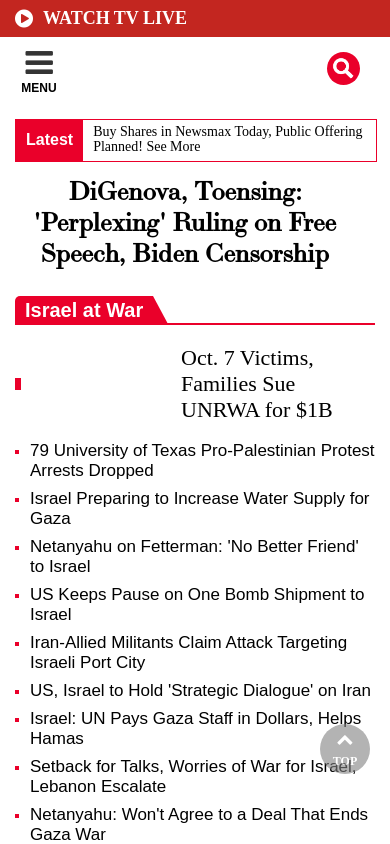 WATCH TV LIVE
MENU
Latest
Buy Shares in Newsmax Today, Public Offering
Planned! See More
DiGenova, Toensing:
'Perplexing' Ruling on Free
Speech, Biden Censorship
Israel at War
Oct. 7 Victims,
Families Sue
UNRWA for $1B
79 University of Texas Pro-Palestinian Protest
Arrests Dropped
Israel Preparing to Increase Water Supply for
Gaza
Netanyahu on Fetterman: 'No Better Friend'
to Israel
US Keeps Pause on One Bomb Shipment to
Israel
Iran-Allied Militants Claim Attack Targeting
Israeli Port City
US, Israel to Hold 'Strategic Dialogue' on Iran
Israel: UN Pays Gaza Staff in Dollars, Helps
Hamas
Setback for Talks, Worries of War for Israel,
Lebanon Escalate
TOP
Netanyahu: Won't Agree to a Deal That Ends
Gaza War